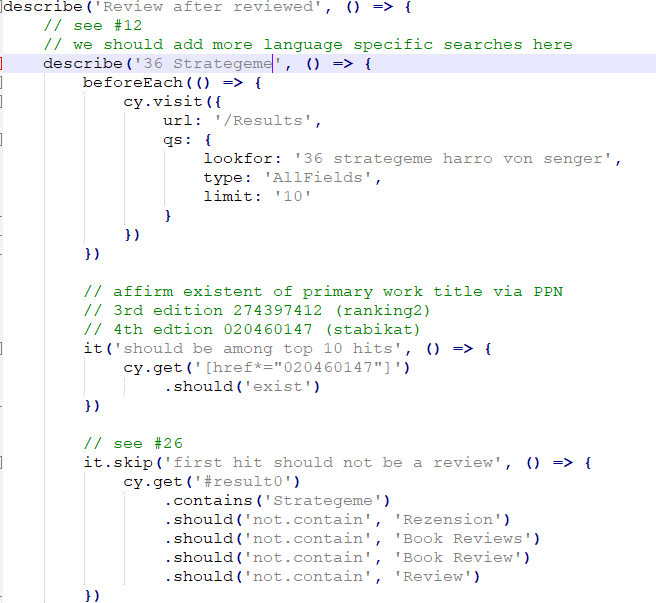 describe('Review after reviewed', () => {
    // see #12
    // we should add more language specific searches here
    describe('36 Strategeme', () => {
        beforeEach(() => {
            cy.visit({
                url: '/Results',
                qs: {
                    lookfor: '36 strategeme harro von senger',
                    type: 'AllFields',
                    limit: '10'
                }
            })
        })

        // affirm existent of primary work title via PPN
        // 3rd edition 274397412 (ranking2)
        // 4th edtion 020460147 (stabikat)
        it('should be among top 10 hits', () => {
            cy.get('[href*="020460147"]')
                .should('exist')
        })

        // see #26
        it.skip('first hit should not be a review', () => {
            cy.get('#result0')
                .contains('Strategeme')
                .should('not.contain', 'Rezension')
                .should('not.contain', 'Book Reviews')
                .should('not.contain', 'Book Review')
                .should('not.contain', 'Review')
        })